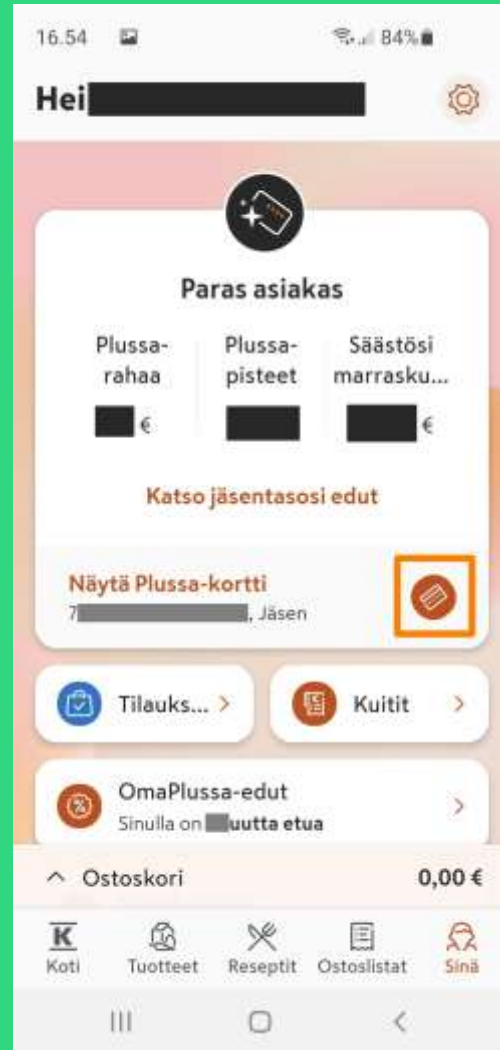 16.54 84%
Hei
Paras asiakas
Plussa- Plussa- Säästösi
rahaa pisteet marrasku...
€ €
Katso jäsentasosi edut
Näytä Plussa-kortti
7 , Jäsen
Tilauks... Kuitit
OmaPlussa-edut
Sinulla on uutta etua
Ostoskori 0,00 €
K
Koti Tuotteet Reseptit Ostoslistat Sinä